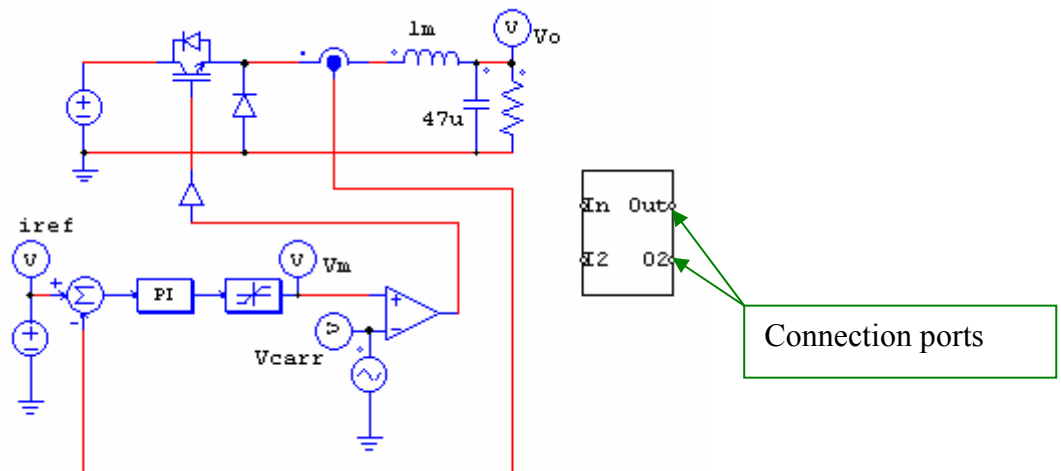 1m
V
Vo
47u
In Out
I2 O2
iref
V
V
Vm
+
Σ
PI
-
+
-
V
Vcarr
Connection ports